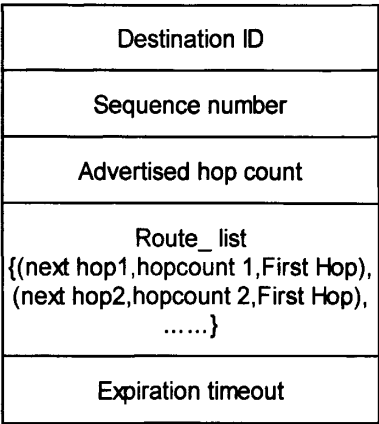 Destination ID
Sequence number
Advertised hop count
Route_ list
{(next hop1,hopcount 1,First Hop),
(next hop2,hopcount 2,First Hop),
......}
Expiration timeout